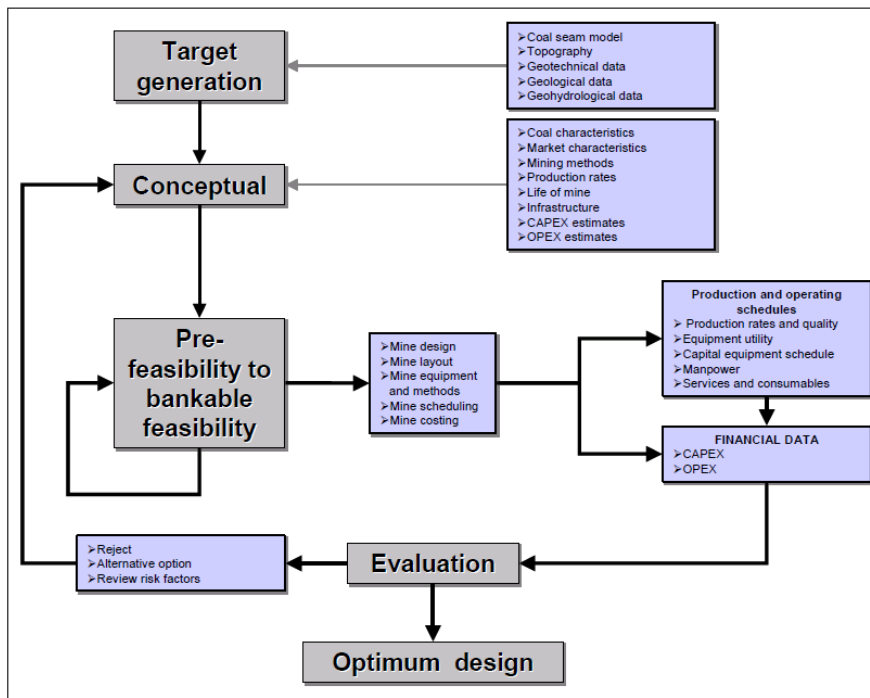 Target
generation
➢Coal seam model
➢Topography
➢Geotechnical data
➢Geological data
➢Geohydrological data
Conceptual
➢Coal characteristics
➢Market characteristics
➢Mining methods
➢Production rates
➢Life of mine
➢Infrastructure
➢CAPEX estimates
➢OPEX estimates
Pre-
feasibility to
bankable
feasibility
➢Mine design
➢Mine layout
➢Mine equipment
and methods
➢Mine scheduling
➢Mine costing
Production and operating
schedules
➢ Production rates and quality
➢Equipment utility
➢Capital equipment schedule
➢Manpower
➢Services and consumables
FINANCIAL DATA
➢CAPEX
➢OPEX
➢Reject
➢Alternative option
➢Review risk factors
Evaluation
Optimum design